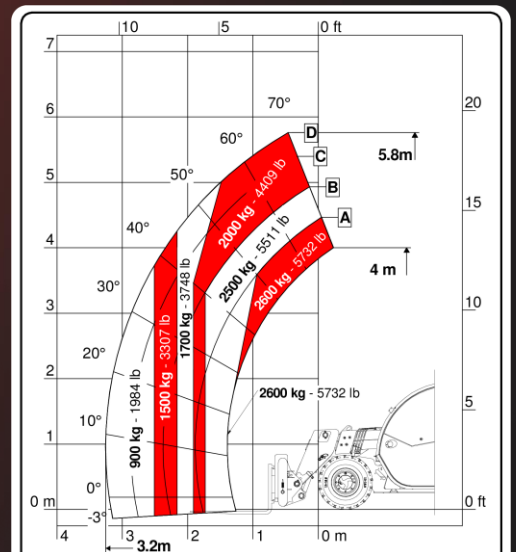 10 5 0 ft
7
6
5
4
3
2
1
0 m
20
15
10
5
0 ft
70°
60°
50°
40°
30°
20°
10°
0°
-3°
D
C
B
A
5.8m
4 m
2000 kg - 4409 lb
2500 kg - 5511 lb
2600 kg - 5732 lb
1700 kg - 3748 lb
1500 kg - 3307 lb
900 kg - 1984 lb
2600 kg - 5732 lb
4 3 2 1 0 m
3.2m